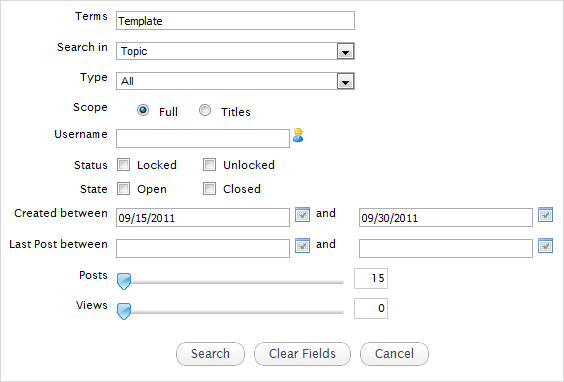 Terms Template
Search in Topic
Type All
Scope Full Titles
Username
Status Locked Unlocked
State Open Closed
Created between 09/15/2011 and 09/30/2011
Last Post between and
Posts 15
Views 0
Search Clear Fields Cancel